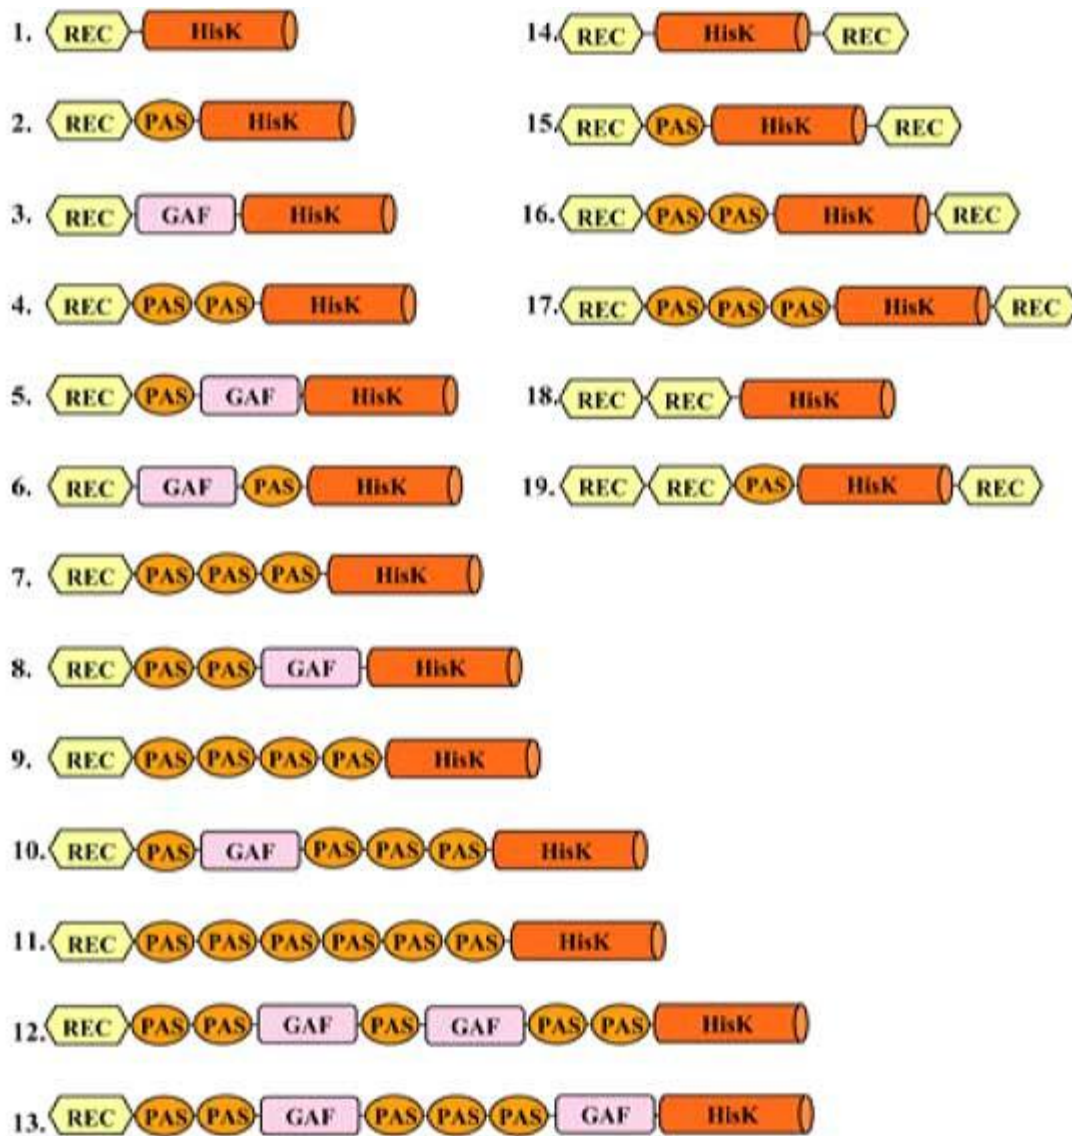 1. REC HisK
2. REC PAS HisK
3. REC GAF HisK
4. REC PAS PAS HisK
5. REC PAS GAF HisK
6. REC GAF PAS HisK
7. REC PAS PAS PAS HisK
8. REC PAS PAS GAF HisK
9. REC PAS PAS PAS PAS HisK
10. REC PAS GAF PAS PAS PAS HisK
11. REC PAS PAS PAS PAS PAS PAS HisK
12. REC PAS PAS GAF PAS GAF PAS PAS HisK
13. REC PAS PAS GAF PAS PAS PAS GAF HisK
14. REC HisK REC
15. REC PAS HisK REC
16. REC PAS PAS HisK REC
17. REC PAS PAS PAS HisK REC
18. REC REC HisK
19. REC REC PAS HisK REC